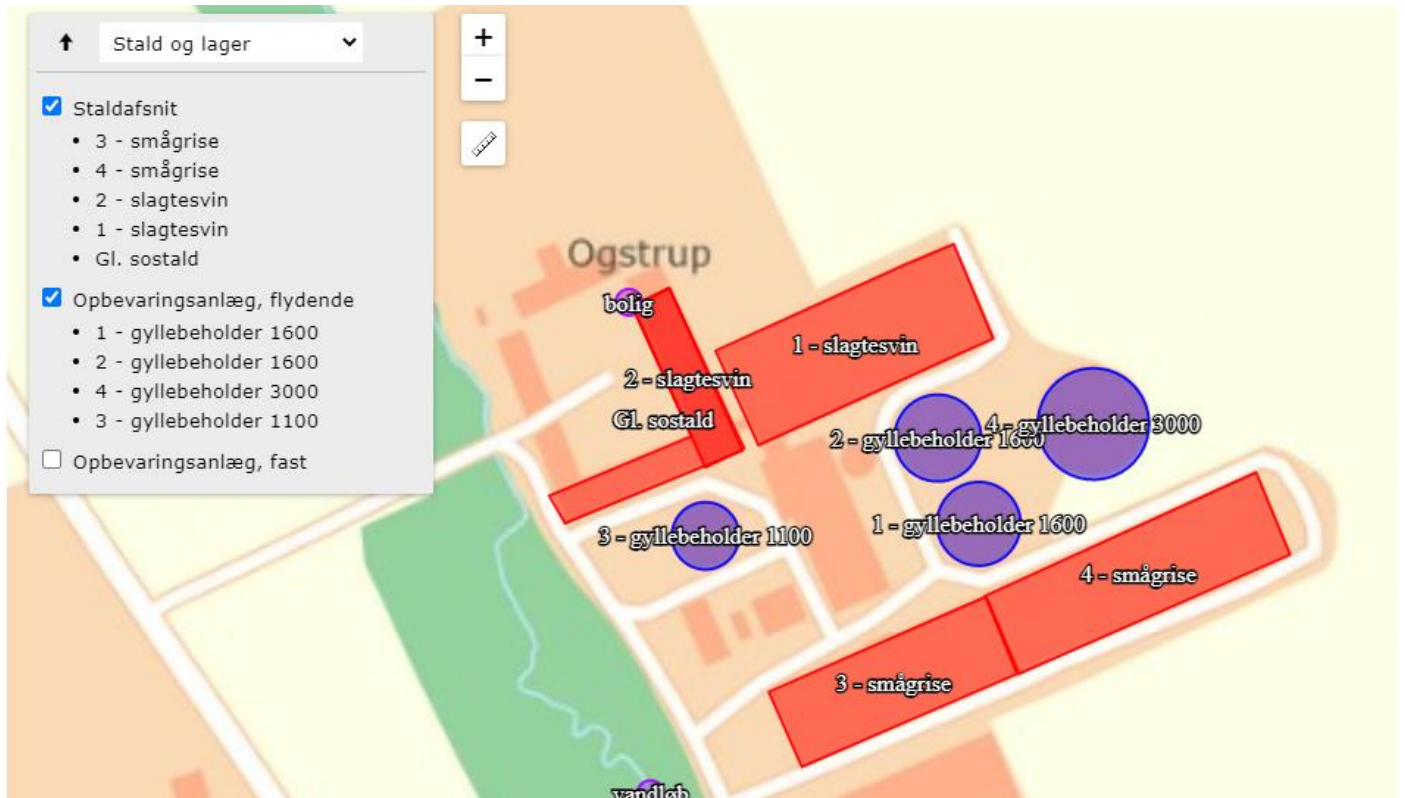 Stald og lager
Staldafsnit
3 - smågrise
4 - smågrise
2 - slagtesvin
1 - slagtesvin
Gl. sostald
Opbevaringsanlæg, flydende
1 - gyllebeholder 1600
2 - gyllebeholder 1600
4 - gyllebeholder 3000
3 - gyllebeholder 1100
Opbevaringsanlæg, fast
+
−
Ogstrup
bolig
1 - slagtesvin
2 - slagtesvin
Gl. sostald
4 - gyllebeholder 3000
2 - gyllebeholder 1600
1 - gyllebeholder 1600
3 - gyllebeholder 1100
4 - smågrise
3 - smågrise
vandløb